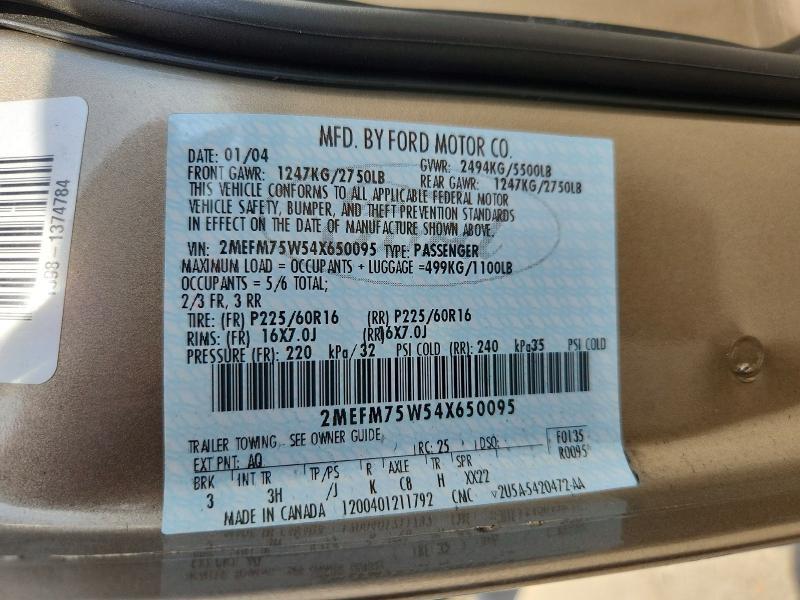 MFD. BY FORD MOTOR CO.
DATE: 01/04 GVWR: 2494KG/5500LB
FRONT GAWR: 1247KG/2750LB REAR GAWR: 1247KG/2750LB
THIS VEHICLE CONFORMS TO ALL APPLICABLE FEDERAL MOTOR
VEHICLE SAFETY, BUMPER, AND THEFT PREVENTION STANDARDS
IN EFFECT ON THE DATE OF MANUFACTURE SHOWN ABOVE.
VIN: 2MEFM75W54X650095 TYPE: PASSENGER
MAXIMUM LOAD = OCCUPANTS + LUGGAGE =499KG/1100LB
OCCUPANTS = 5/6 TOTAL;
2/3 FR, 3 RR
TIRE: (FR) P225/60R16 (RR) P225/60R16
RIMS: (FR) 16X7.0J (RR)16X7.0J
PRESSURE (FR): 220 kPa/32 PSI COLD (RR): 240 kPa35 PSI COLD
2MEFM75W54X650095
TRAILER TOWING - SEE OWNER GUIDE
EXT PNT: AQ RC: 25 DSO: F0135
R0095
BRK INT TR TP/PS R AXLE TR SPR
3 3H /J K C8 H XX22
MADE IN CANADA 1200401211792 CMC V2U5A5420472-AA
1374784